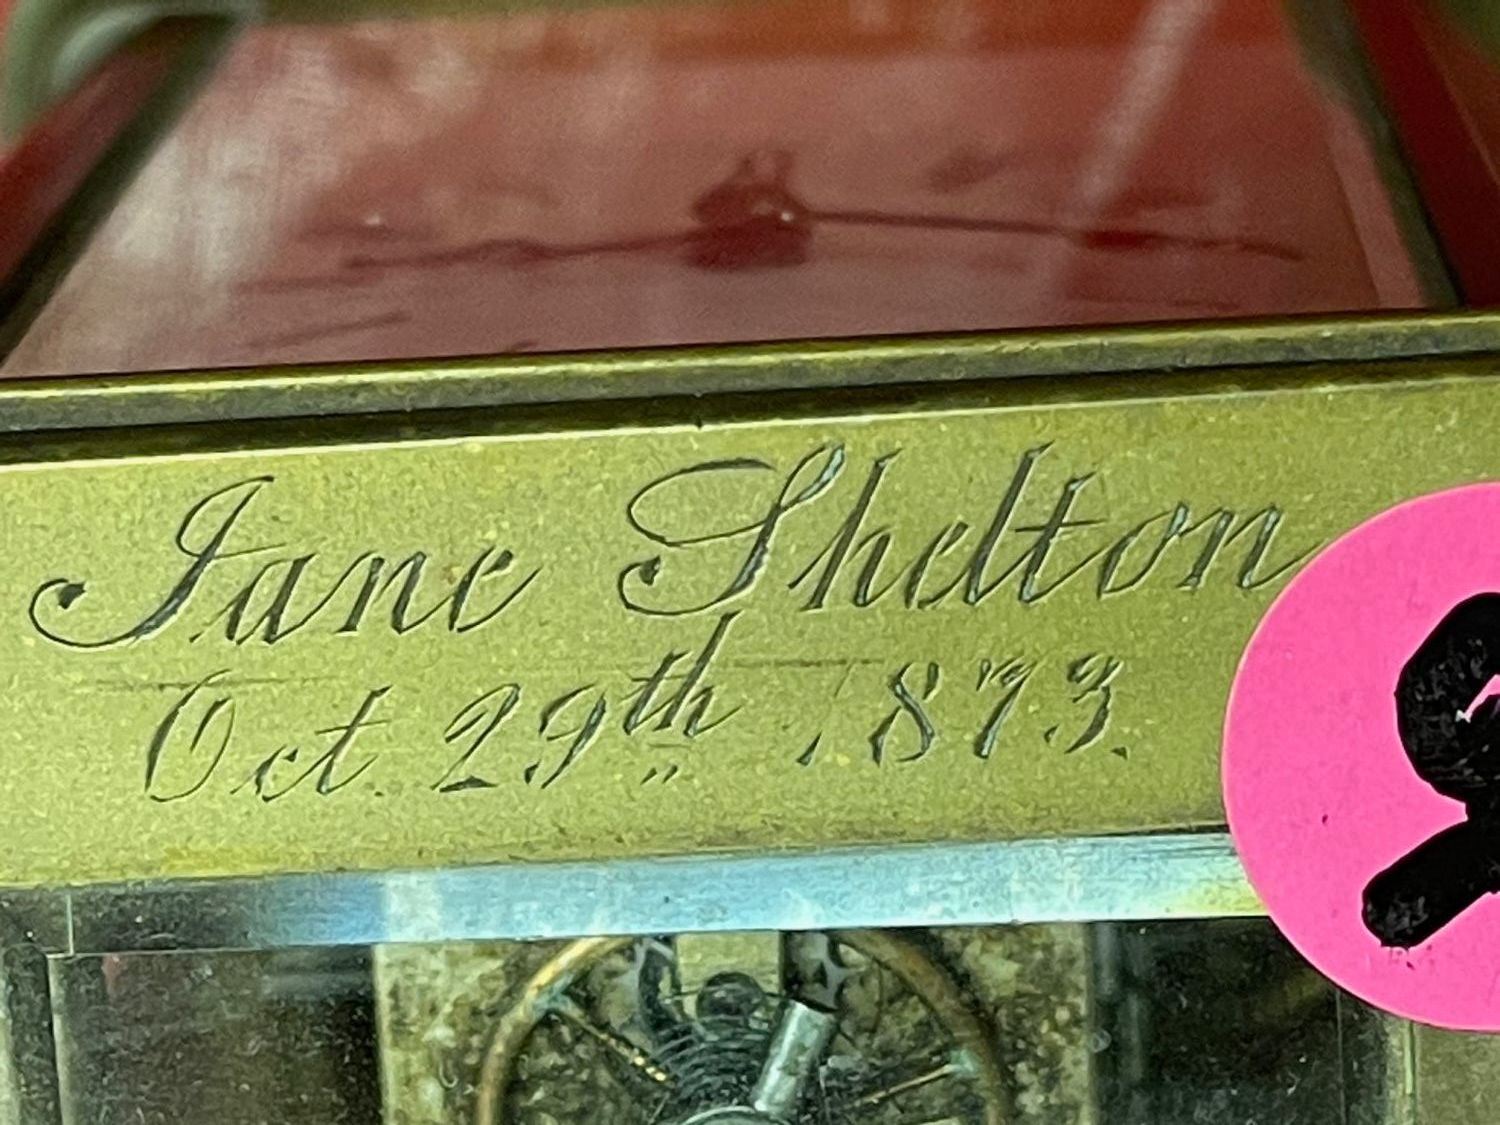 Jane Shelton
Oct. 29th 1873.